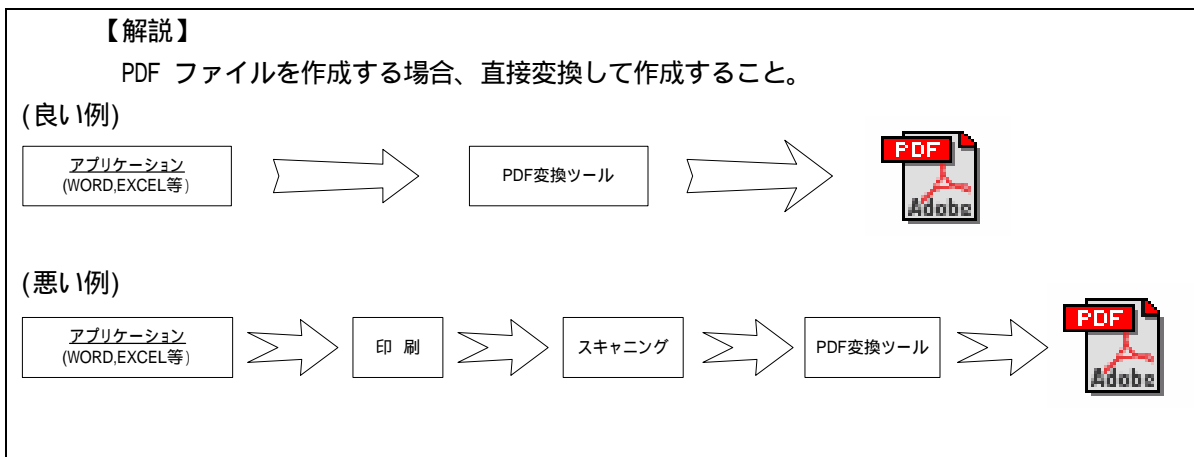 【解説】
PDF ファイルを作成する場合、直接変換して作成すること。
(良い例)
アプリケーション
(WORD,EXCEL等)
PDF変換ツール
PDF
Adobe
(悪い例)
アプリケーション
(WORD,EXCEL等)
印 刷
スキャニング
PDF変換ツール
PDF
Adobe